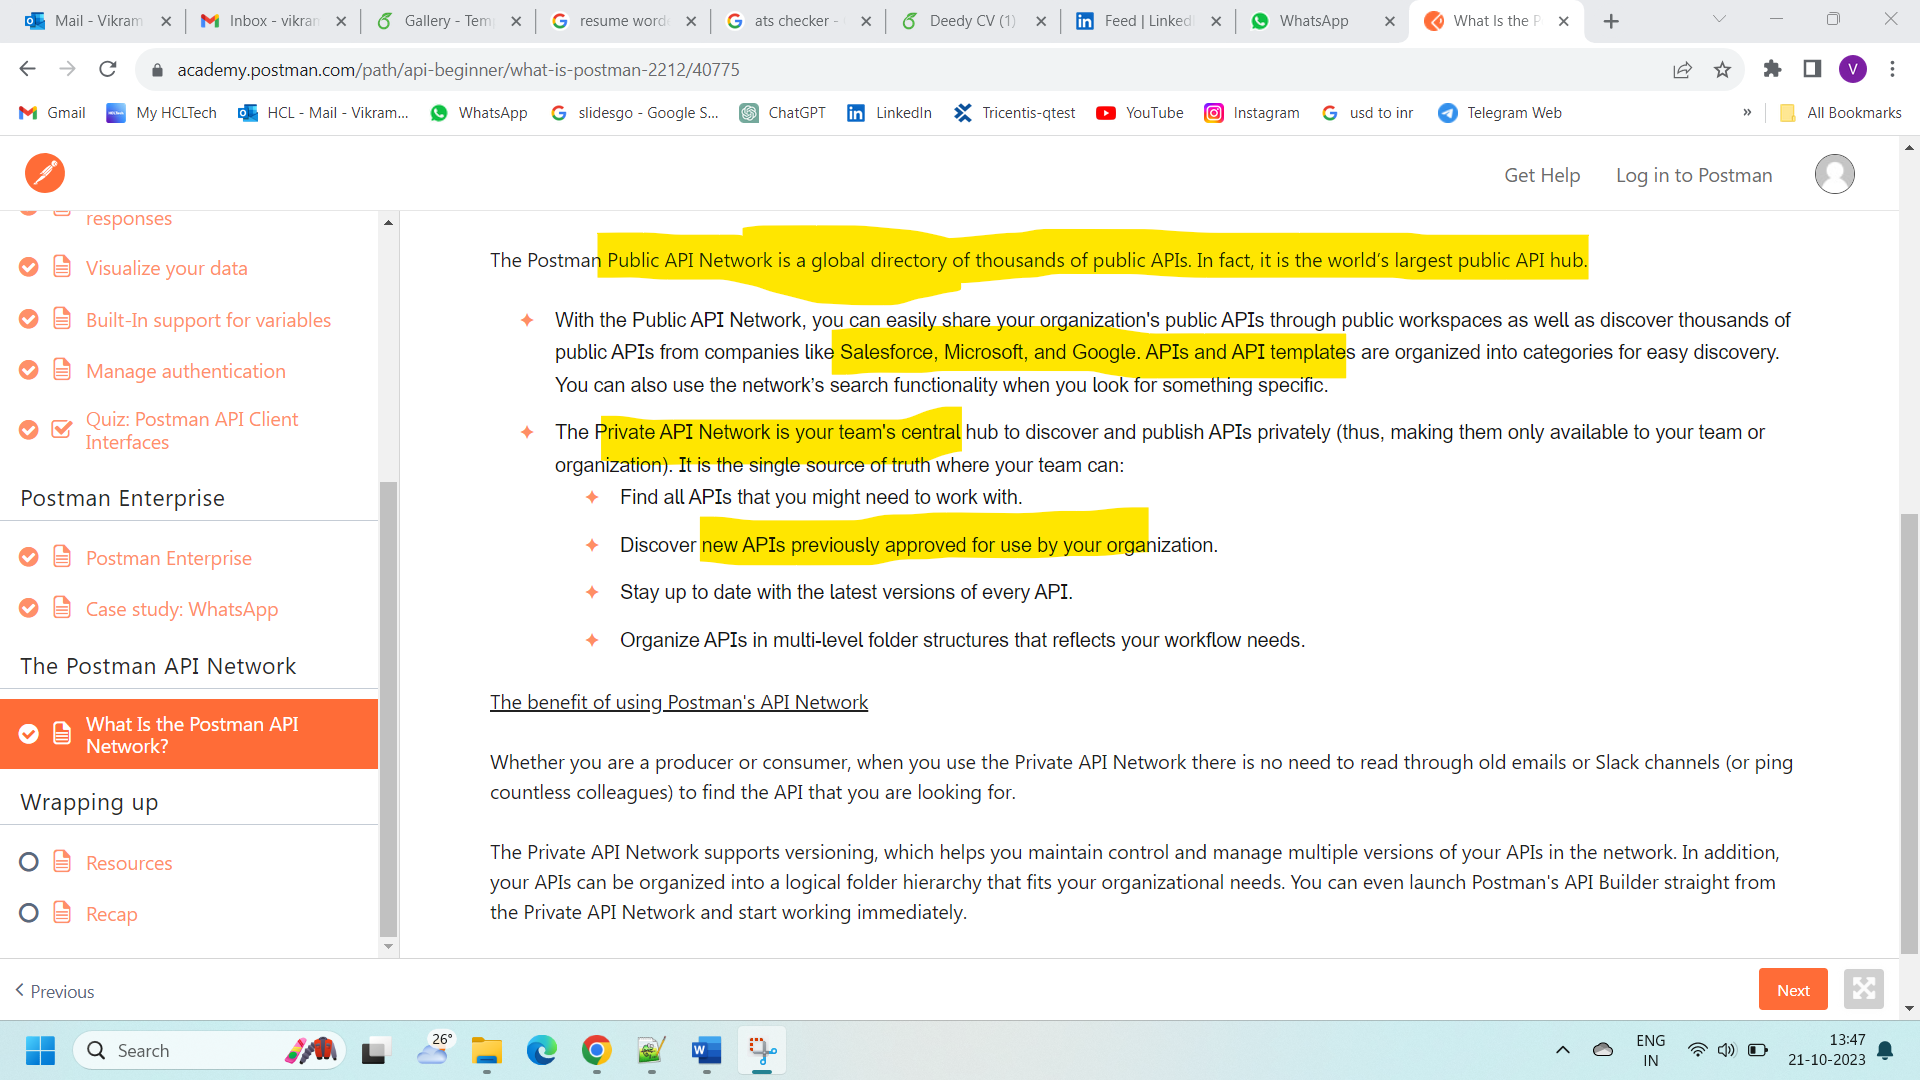 Mail - Vikram
Inbox - vikran
Gallery - Tem
resume word
ats checker -
Deedy CV (1)
Feed | Linked
WhatsApp
What Is the P
academy.postman.com/path/api-beginner/what-is-postman-2212/40775
V
Gmail
My HCLTech
HCL - Mail - Vikram...
WhatsApp
slidesgo - Google S...
ChatGPT
LinkedIn
Tricentis-qtest
YouTube
Instagram
usd to inr
Telegram Web
»
All Bookmarks
Get Help
Log in to Postman
responses
Visualize your data
Built-In support for variables
Manage authentication
Quiz: Postman API Client
Interfaces
Postman Enterprise
Postman Enterprise
Case study: WhatsApp
The Postman API Network
What Is the Postman API
Network?
Wrapping up
Resources
Recap
The Postman Public API Network is a global directory of thousands of public APIs. In fact, it is the world’s largest public API hub.
With the Public API Network, you can easily share your organization's public APIs through public workspaces as well as discover thousands of
public APIs from companies like Salesforce, Microsoft, and Google. APIs and API templates are organized into categories for easy discovery.
You can also use the network’s search functionality when you look for something specific.
The Private API Network is your team's central hub to discover and publish APIs privately (thus, making them only available to your team or
organization). It is the single source of truth where your team can:
Find all APIs that you might need to work with.
Discover new APIs previously approved for use by your organization.
Stay up to date with the latest versions of every API.
Organize APIs in multi-level folder structures that reflects your workflow needs.
The benefit of using Postman's API Network
Whether you are a producer or consumer, when you use the Private API Network there is no need to read through old emails or Slack channels (or ping
countless colleagues) to find the API that you are looking for.
The Private API Network supports versioning, which helps you maintain control and manage multiple versions of your APIs in the network. In addition,
your APIs can be organized into a logical folder hierarchy that fits your organizational needs. You can even launch Postman's API Builder straight from
the Private API Network and start working immediately.
Previous
Next
Search
26°
ENG
IN
13:47
21-10-2023